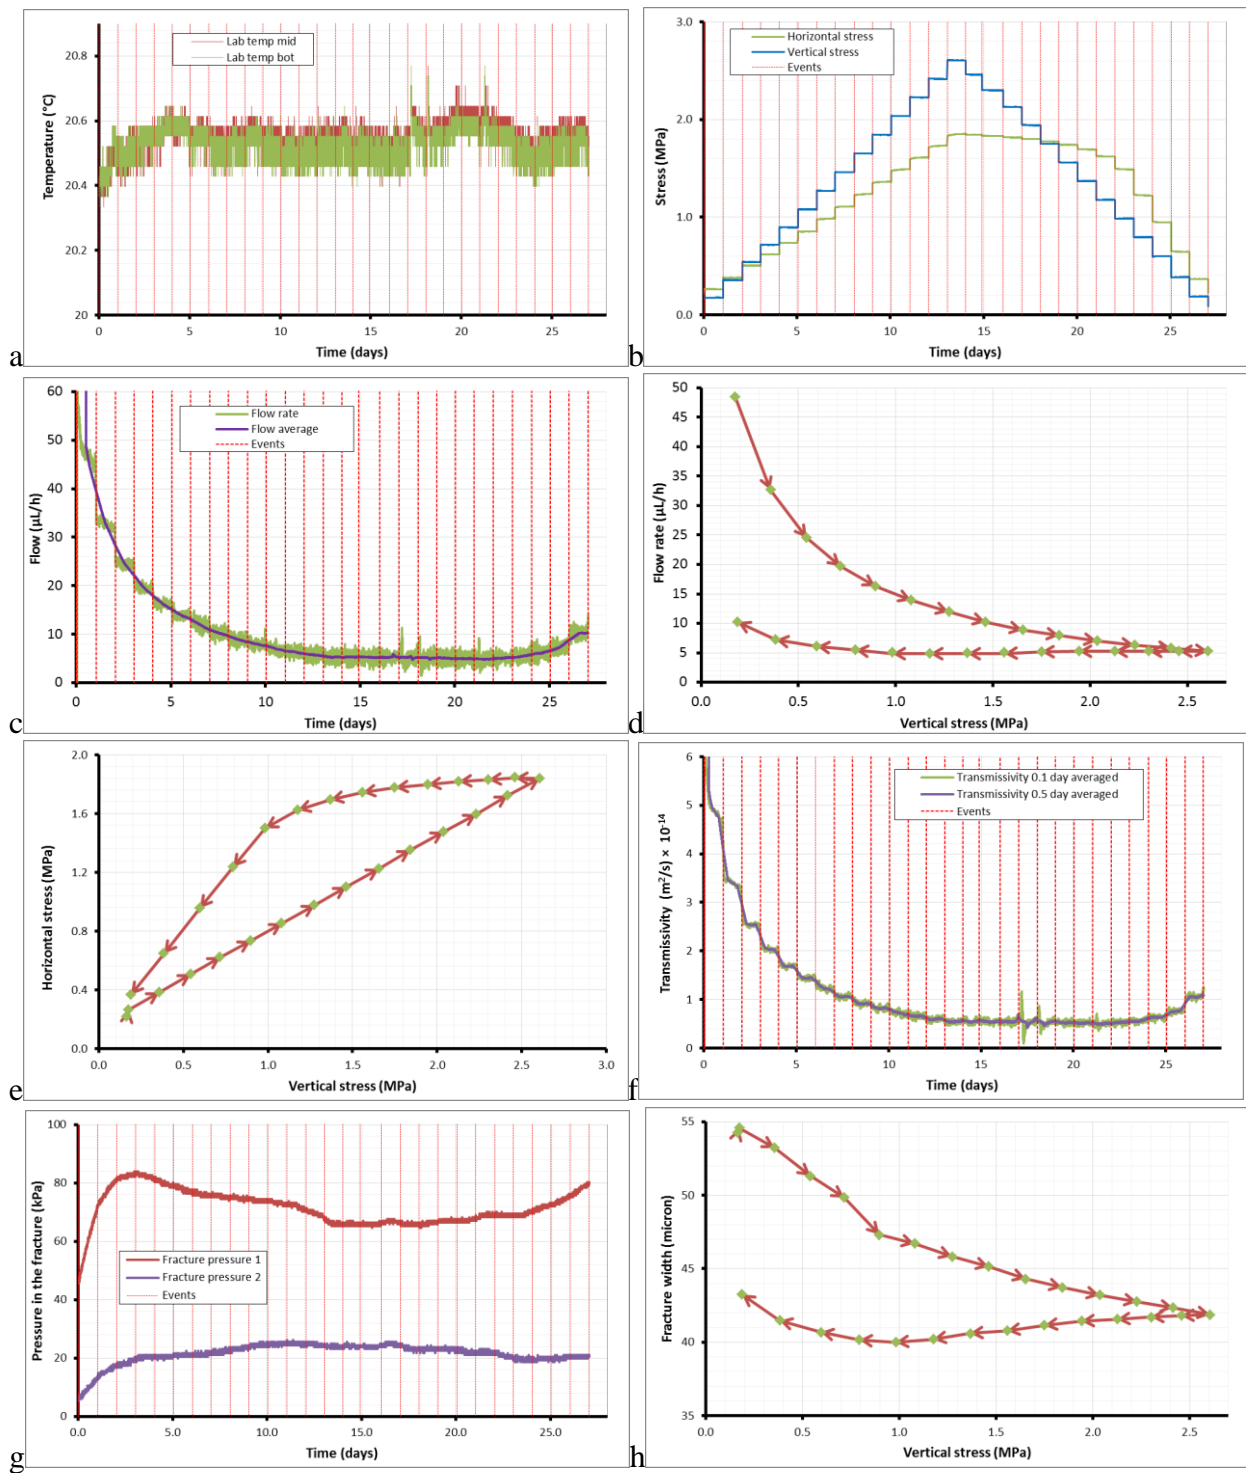 20.8
20.6
20.4
20.2
20
0
5
10
15
20
25
Temperature (°C)
Time (days)
Lab temp mid
Lab temp bot
a
3.0
2.0
1.0
0.0
0
5
10
15
20
25
Stress (MPa)
Time (days)
Horizontal stress
Vertical stress
Events
b
60
50
40
30
20
10
0
0
5
10
15
20
25
Flow (µL/h)
Time (days)
Flow rate
Flow average
Events
c
50
45
40
35
30
25
20
15
10
5
0
0.0
0.5
1.0
1.5
2.0
2.5
Flow rate (µL/h)
Vertical stress (MPa)
d
2.0
1.6
1.2
0.8
0.4
0.0
0.0
0.5
1.0
1.5
2.0
2.5
3.0
Horizontal stress (MPa)
Vertical stress (MPa)
e
6
5
4
3
2
1
0
0
5
10
15
20
25
Transmissivity (m²/s) × 10⁻¹⁴
Time (days)
Transmissivity 0.1 day averaged
Transmissivity 0.5 day averaged
Events
f
100
80
60
40
20
0
0.0
5.0
10.0
15.0
20.0
25.0
Pressure in the fracture (kPa)
Time (days)
Fracture pressure 1
Fracture pressure 2
Events
g
55
50
45
40
35
0.0
0.5
1.0
1.5
2.0
2.5
Fracture width (micron)
Vertical stress (MPa)
h